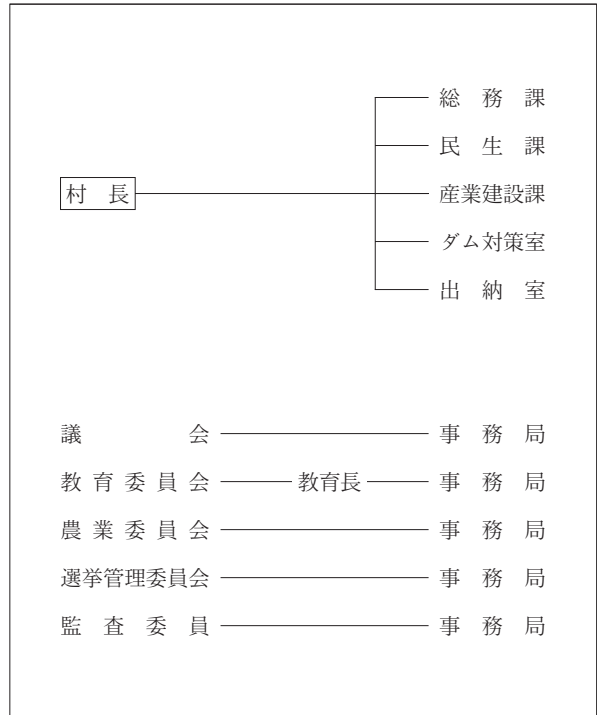 総務課
民生課
村長 産業建設課
ダム対策室
出納室
議会 事務局
教育委員会 教育長 事務局
農業委員会 事務局
選挙管理委員会 事務局
監査委員 事務局